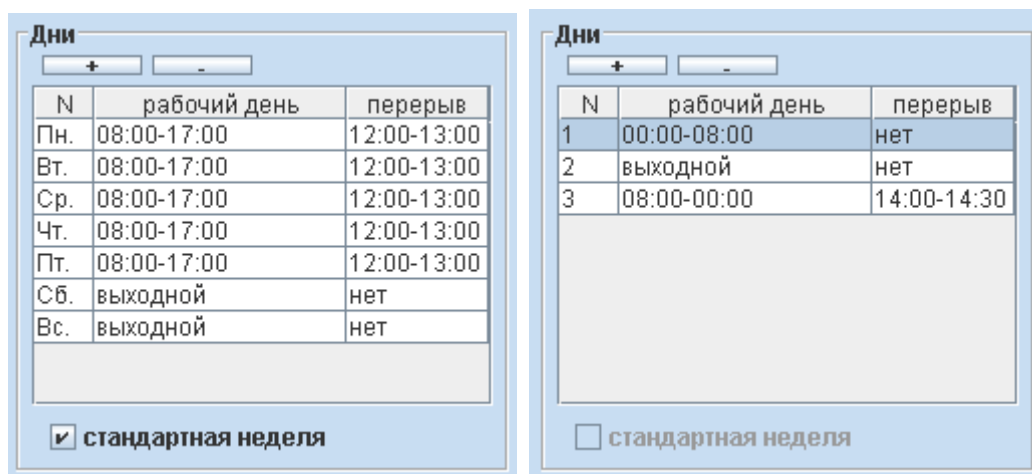 Дни
+ -
N рабочий день перерыв
Пн. 08:00-17:00 12:00-13:00
Вт. 08:00-17:00 12:00-13:00
Ср. 08:00-17:00 12:00-13:00
Чт. 08:00-17:00 12:00-13:00
Пт. 08:00-17:00 12:00-13:00
Сб. выходной нет
Вс. выходной нет
стандартная неделя
Дни
+ -
N рабочий день перерыв
1 00:00-08:00 нет
2 выходной нет
3 08:00-00:00 14:00-14:30
стандартная неделя